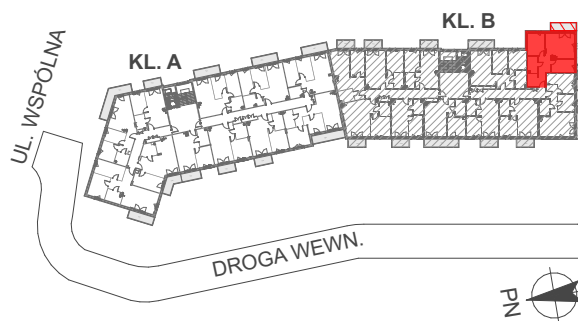 KL. B
KL. A
UL. WSPÓLNA
DROGA WEWN.
PN